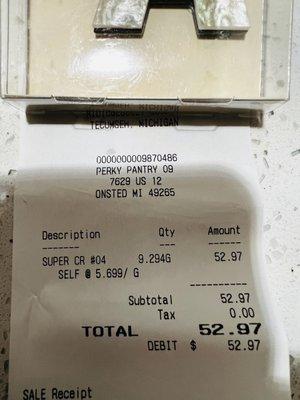 TECUMSEH, MICHIGAN
0000000009870486
PERKY PANTRY 09
7629 US 12
ONSTED MI 49265
Description Qty Amount
SUPER CR #04 9.294G 52.97
SELF @ 5.699/ G
Subtotal 52.97
Tax 0.00
TOTAL 52.97
DEBIT $ 52.97
SALE Receipt